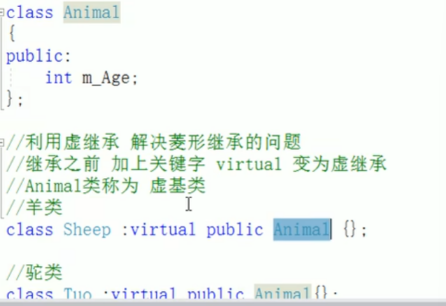 class Animal
{
public:
    int m_Age;
};
//利用虚继承 解决菱形继承的问题
//继承之前 加上关键字 virtual 变为虚继承
//Animal类称为 虚基类
//羊类
class Sheep :virtual public Animal {};
//驼类
class Tuo :virtual public Animal{};